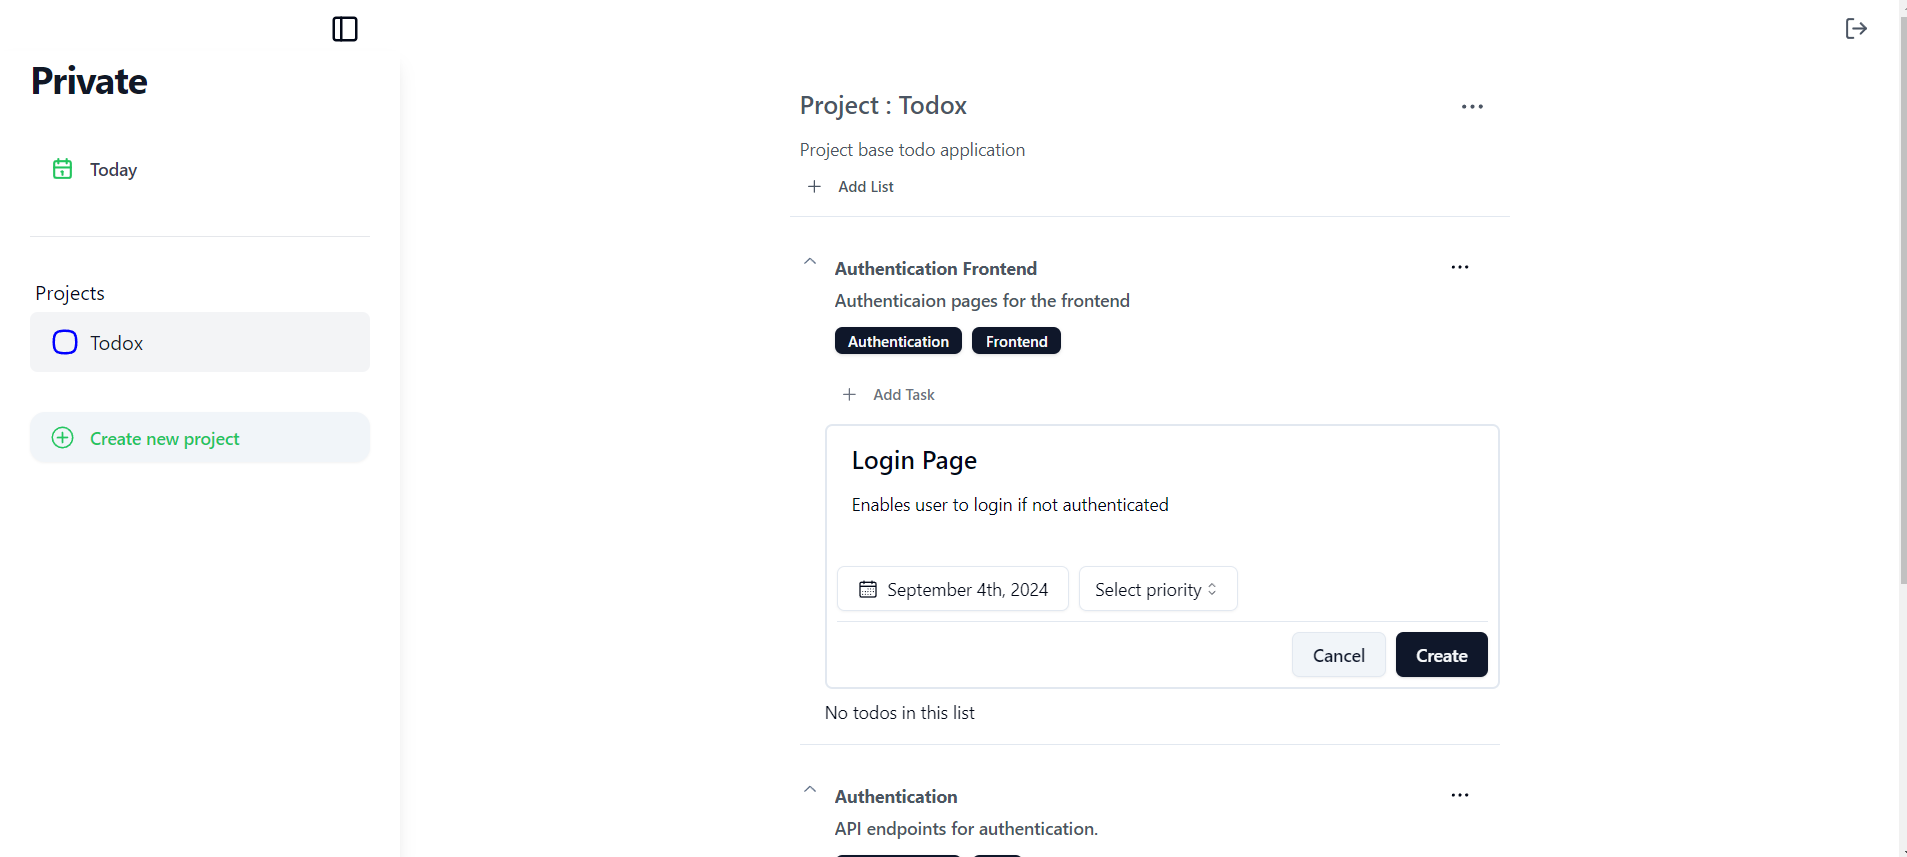 Private
Today
Projects
Todox
Create new project
Project : Todox
Project base todo application
Add List
Authentication Frontend
Authenticaion pages for the frontend
Authentication Frontend
Add Task
Login Page
Enables user to login if not authenticated
September 4th, 2024 Select priority
Cancel Create
No todos in this list
Authentication
API endpoints for authentication.